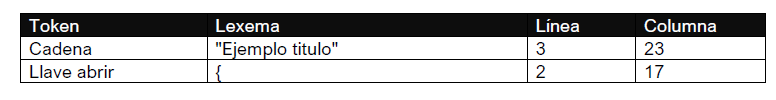 Token Lexema Línea Columna
Cadena "Ejemplo titulo" 3 23
Llave abrir { 2 17